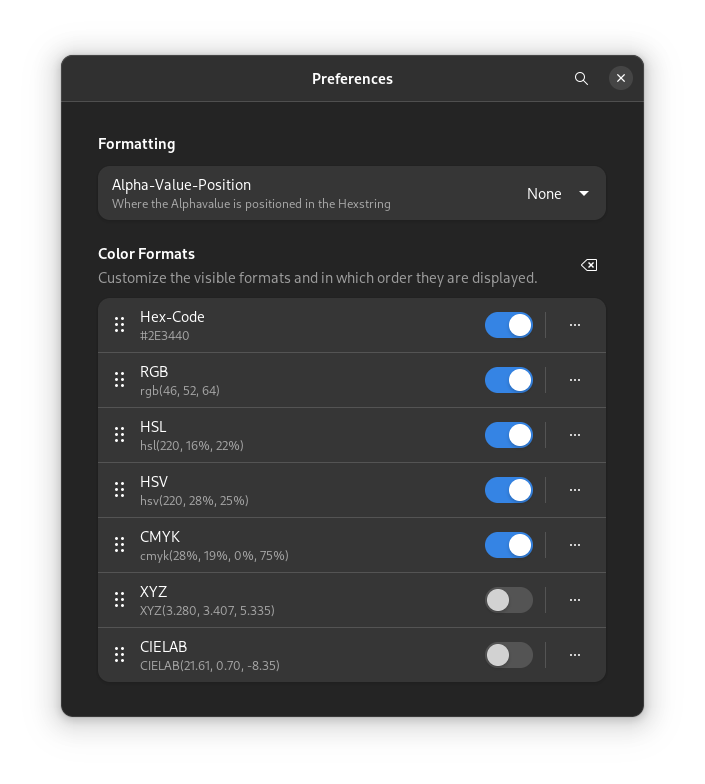 Preferences
Formatting
Alpha-Value-Position
Where the Alphavalue is positioned in the Hexstring
None
Color Formats
Customize the visible formats and in which order they are displayed.
Hex-Code
#2E3440
RGB
rgb(46, 52, 64)
HSL
hsl(220, 16%, 22%)
HSV
hsv(220, 28%, 25%)
CMYK
cmyk(28%, 19%, 0%, 75%)
XYZ
XYZ(3.280, 3.407, 5.335)
CIELAB
CIELAB(21.61, 0.70, -8.35)